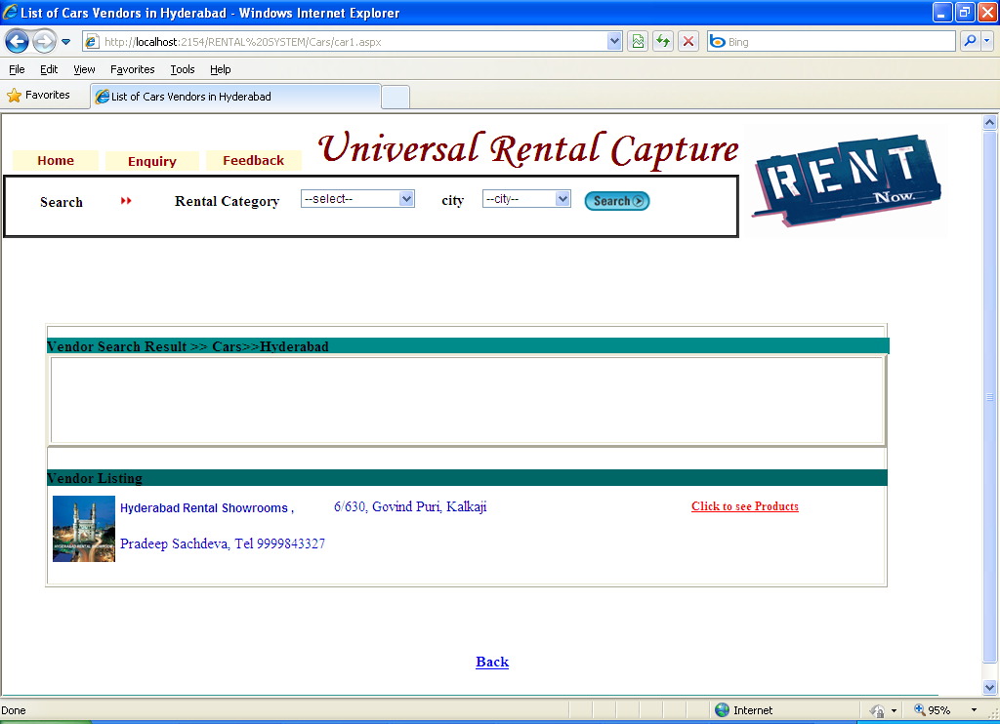 List of Cars Vendors in Hyderabad - Windows Internet Explorer
http://localhost:2154/RENTAL%20SYSTEM/Cars/car1.aspx
Bing
File Edit View Favorites Tools Help
Favorites List of Cars Vendors in Hyderabad
Universal Rental Capture
Home Enquiry Feedback
RENT
Now.
Search Rental Category --select-- city --city-- Search
Vendor Search Result >> Cars>>Hyderabad
Vendor Listing
Hyderabad Rental Showrooms , 6/630, Govind Puri, Kalkaji Click to see Products
Pradeep Sachdeva, Tel 9999843327
Back
Done Internet 95%